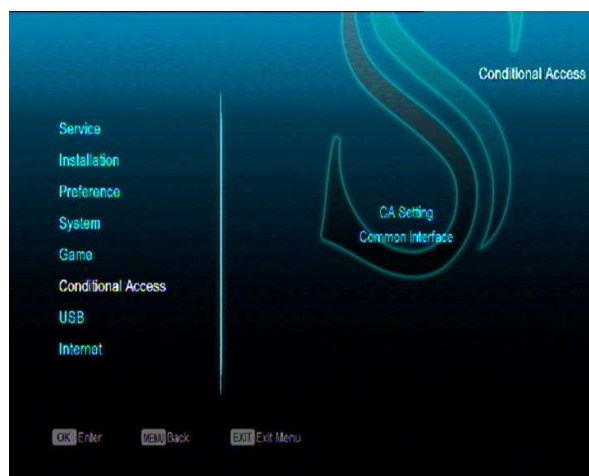 Conditional Access
Service
Installation
Preference
System
Game
Conditional Access
USB
Internet
CA Setting
Common Interface
OK Enter
MENU Back
EXIT Exit Menu